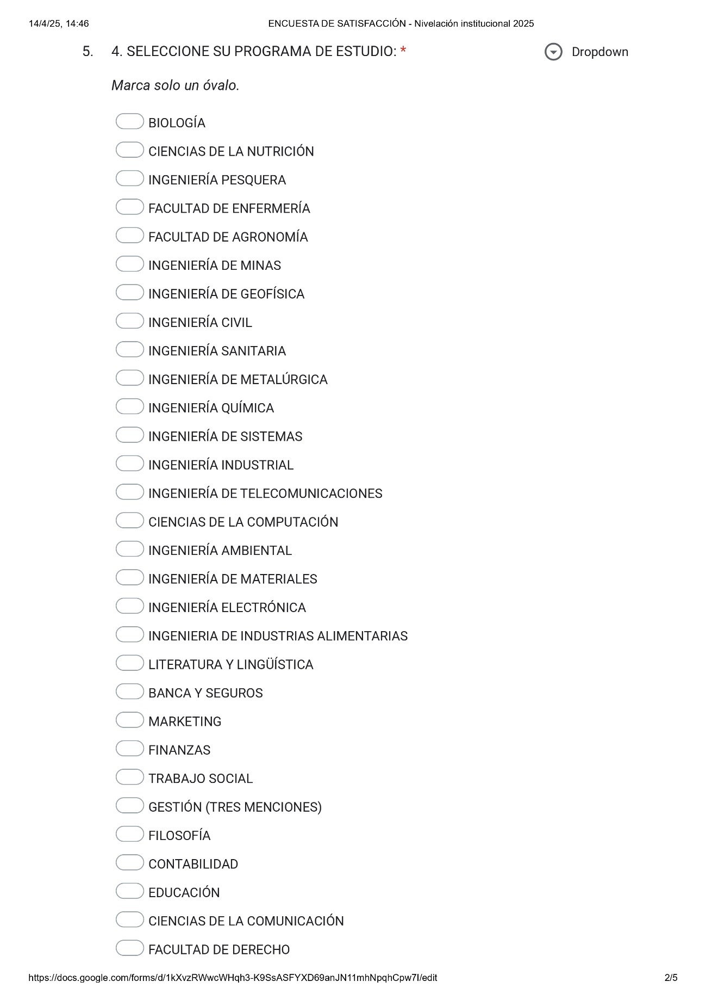 14/4/25, 14:46 ENCUESTA DE SATISFACCIÓN - Nivelación institucional 2025
5. 4. SELECCIONE SU PROGRAMA DE ESTUDIO: * Dropdown
Marca solo un óvalo.
BIOLOGÍA
CIENCIAS DE LA NUTRICIÓN
INGENIERÍA PESQUERA
FACULTAD DE ENFERMERÍA
FACULTAD DE AGRONOMÍA
INGENIERÍA DE MINAS
INGENIERÍA DE GEOFÍSICA
INGENIERÍA CIVIL
INGENIERÍA SANITARIA
INGENIERÍA DE METALÚRGICA
INGENIERÍA QUÍMICA
INGENIERÍA DE SISTEMAS
INGENIERÍA INDUSTRIAL
INGENIERÍA DE TELECOMUNICACIONES
CIENCIAS DE LA COMPUTACIÓN
INGENIERÍA AMBIENTAL
INGENIERÍA DE MATERIALES
INGENIERÍA ELECTRÓNICA
INGENIERIA DE INDUSTRIAS ALIMENTARIAS
LITERATURA Y LINGÜÍSTICA
BANCA Y SEGUROS
MARKETING
FINANZAS
TRABAJO SOCIAL
GESTIÓN (TRES MENCIONES)
FILOSOFÍA
CONTABILIDAD
EDUCACIÓN
CIENCIAS DE LA COMUNICACIÓN
FACULTAD DE DERECHO
https://docs.google.com/forms/d/1kXvzRWwcWHqh3-K9SsASFYXD69anJN11mhNpqhCpw7I/edit 2/5